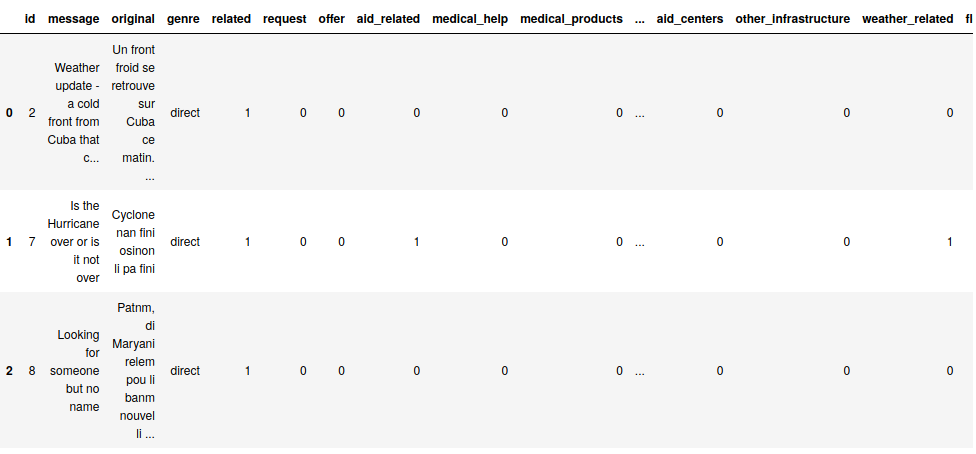 id message original genre related request offer aid_related medical_help medical_products ... aid_centers other_infrastructure weather_related fl
0 2 Weather update - a cold front from Cuba that c... Un front froid se retrouve sur Cuba ce matin. ... direct 1 0 0 0 0 0 ... 0 0 0
1 7 Is the Hurricane over or is it not over Cyclone nan fini osinon li pa fini direct 1 0 0 1 0 0 ... 0 0 1
2 8 Looking for someone but no name Patnm, di Maryani relem pou li banm nouvel li ... direct 1 0 0 0 0 0 ... 0 0 0